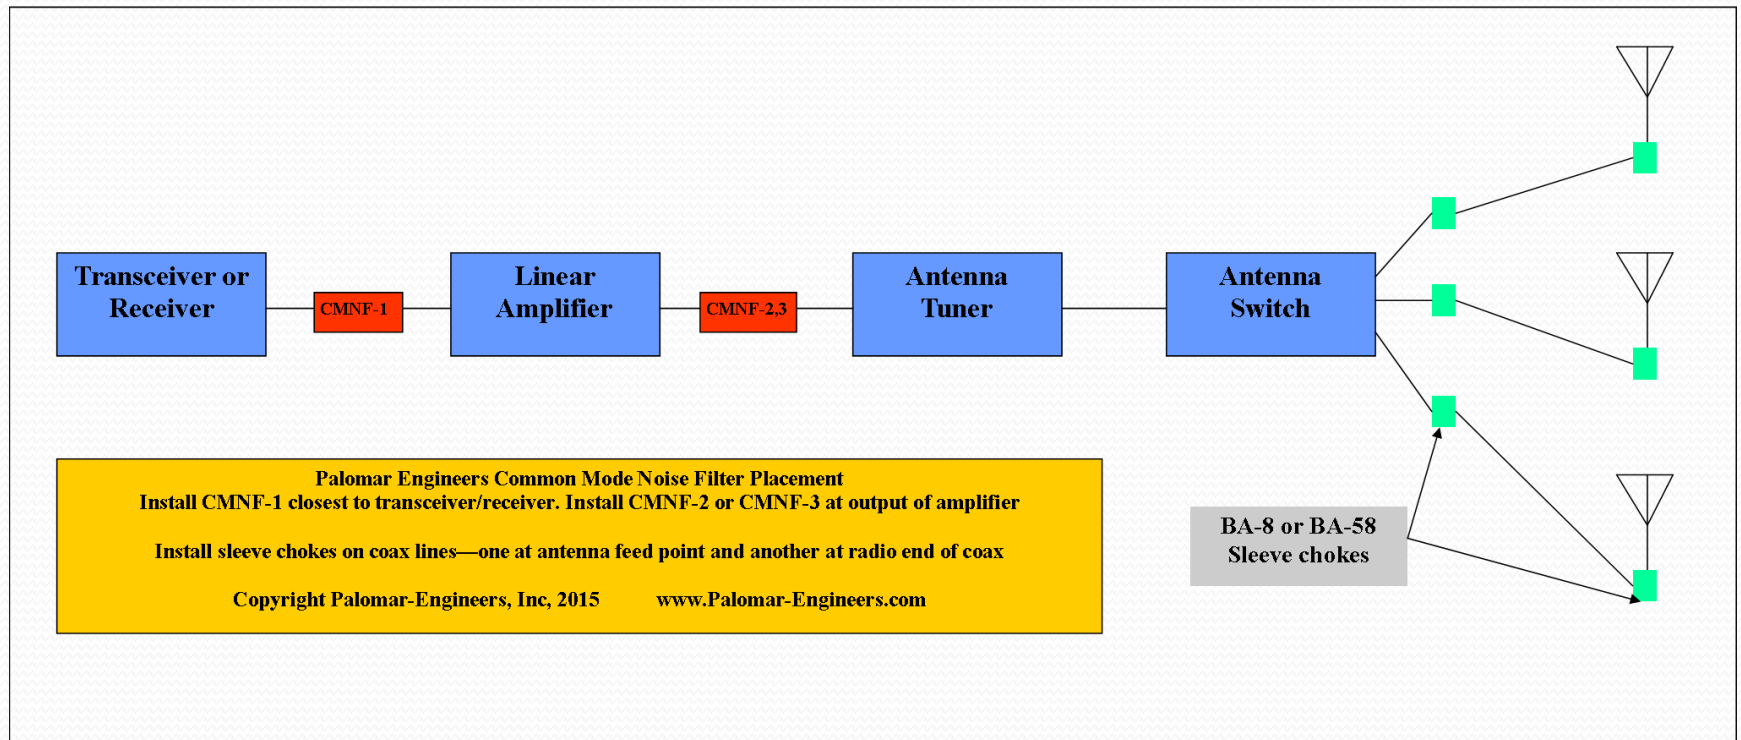 Transceiver or
Receiver
CMNF-1
Linear
Amplifier
CMNF-2,3
Antenna
Tuner
Antenna
Switch
Palomar Engineers Common Mode Noise Filter Placement
Install CMNF-1 closest to transceiver/receiver. Install CMNF-2 or CMNF-3 at output of amplifier
Install sleeve chokes on coax lines—one at antenna feed point and another at radio end of coax
Copyright Palomar-Engineers, Inc, 2015 www.Palomar-Engineers.com
BA-8 or BA-58
Sleeve chokes